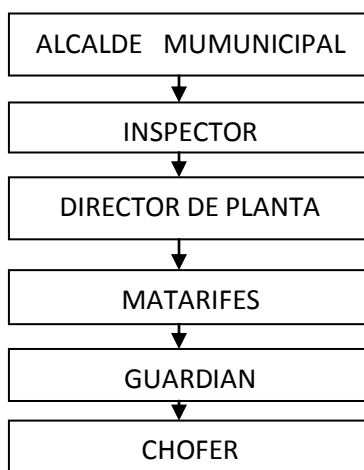 ALCALDE MUMUNICIPAL
INSPECTOR
DIRECTOR DE PLANTA
MATARIFES
GUARDIAN
CHOFER